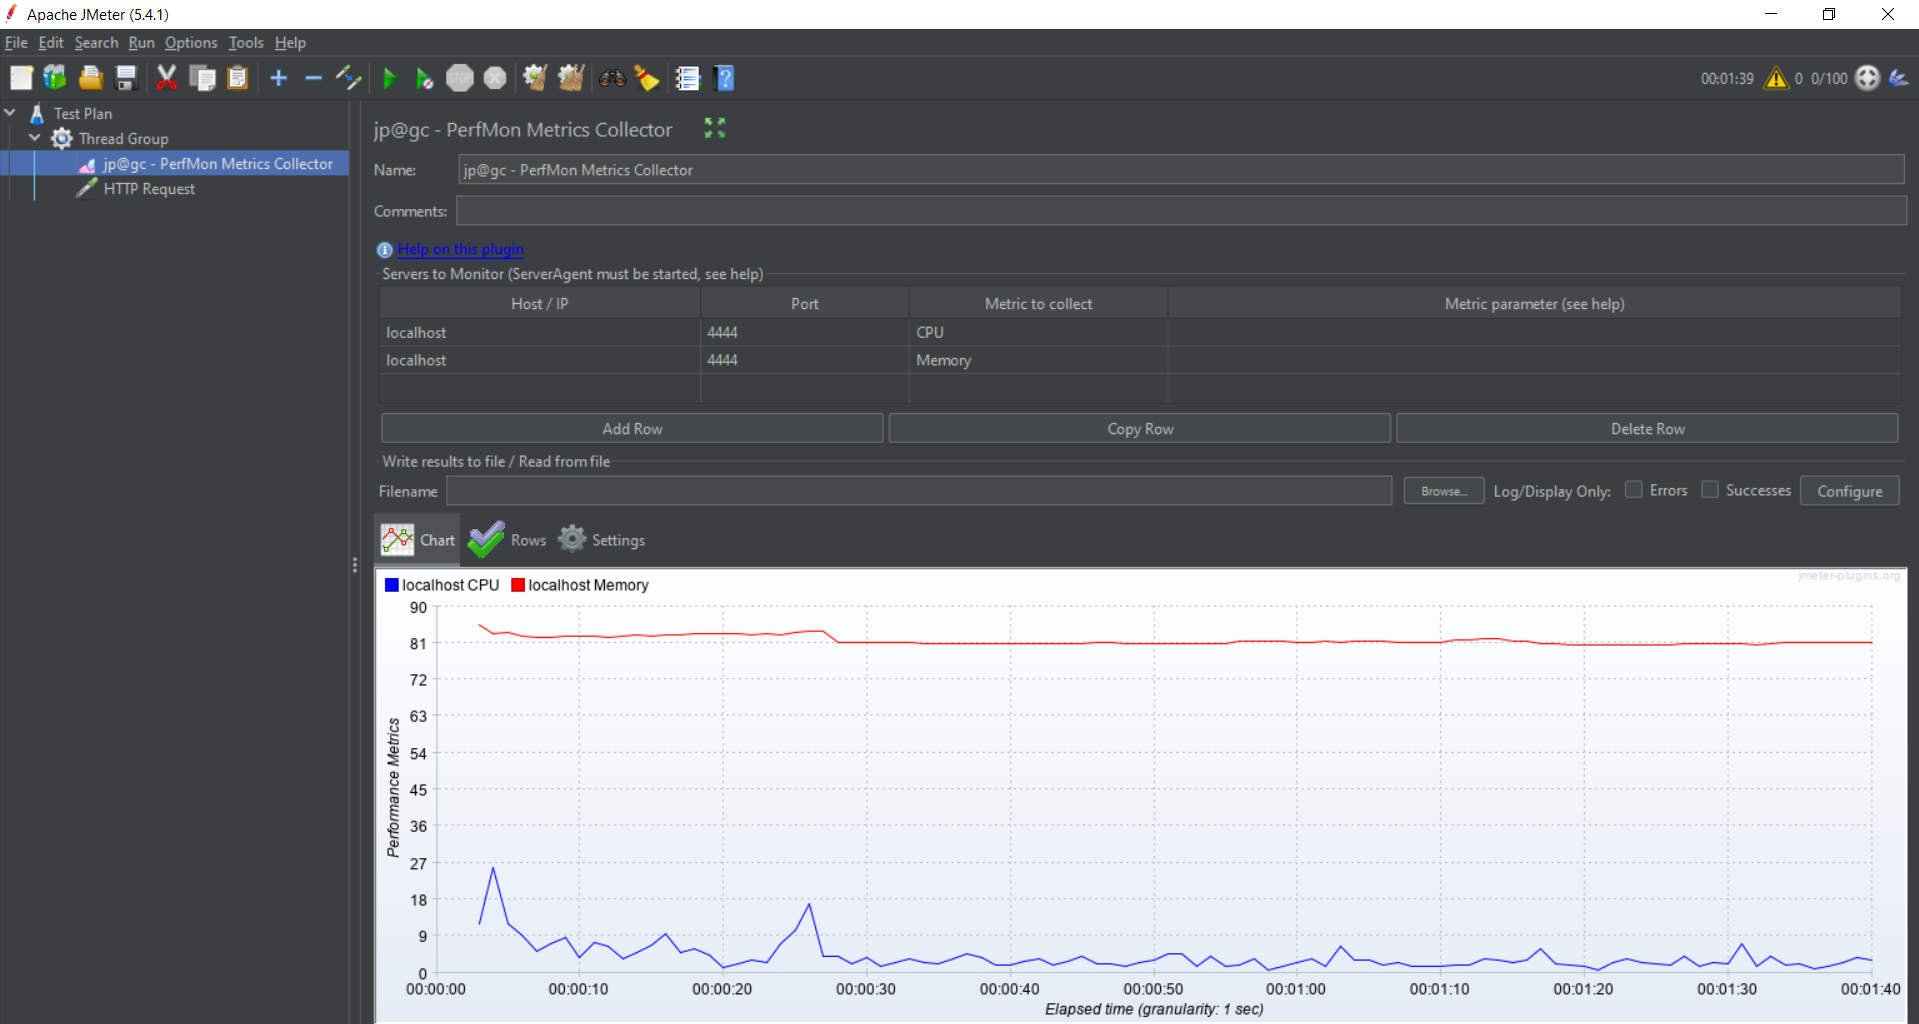 Apache JMeter (5.4.1)
File Edit Search Run Options Tools Help
STOP
00:01:39 0 0/100
Test Plan
Thread Group
jp@gc - PerfMon Metrics Collector
HTTP Request
jp@gc - PerfMon Metrics Collector
Name: jp@gc - PerfMon Metrics Collector
Comments:
Help on this plugin
Servers to Monitor (ServerAgent must be started, see help)
Host / IP Port Metric to collect Metric parameter (see help)
localhost 4444 CPU
localhost 4444 Memory
Add Row Copy Row Delete Row
Write results to file / Read from file
Filename Browse... Log/Display Only: Errors Successes Configure
Chart Rows Settings
jmeter-plugins.org
localhost CPU localhost Memory
90
81
72
63
54
45
36
27
18
9
0
Performance Metrics
00:00:00 00:00:10 00:00:20 00:00:30 00:00:40 00:00:50 00:01:00 00:01:10 00:01:20 00:01:30 00:01:40
Elapsed time (granularity: 1 sec)